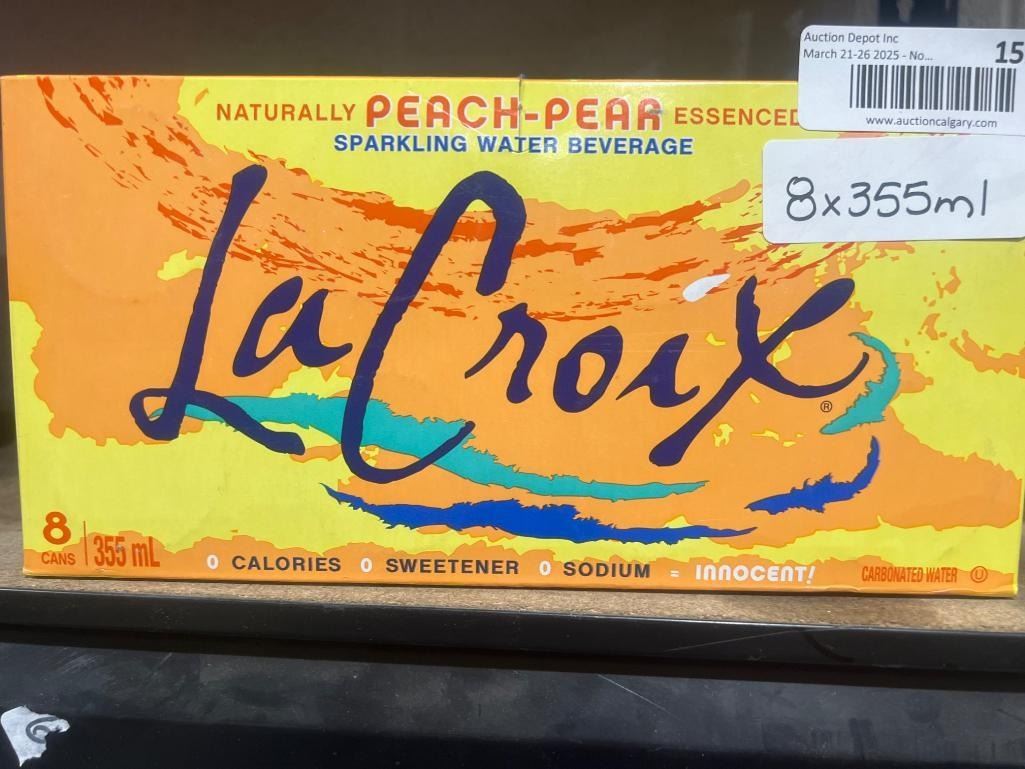 Auction Depot Inc
March 21-26 2025 - No...
15
www.auctioncalgary.com
8x355ml
NATURALLY PEACH-PEAR ESSENCED
SPARKLING WATER BEVERAGE
LaCroix®
8
CANS
355 mL
0 CALORIES 0 SWEETENER 0 SODIUM = INNOCENT!
CARBONATED WATER U